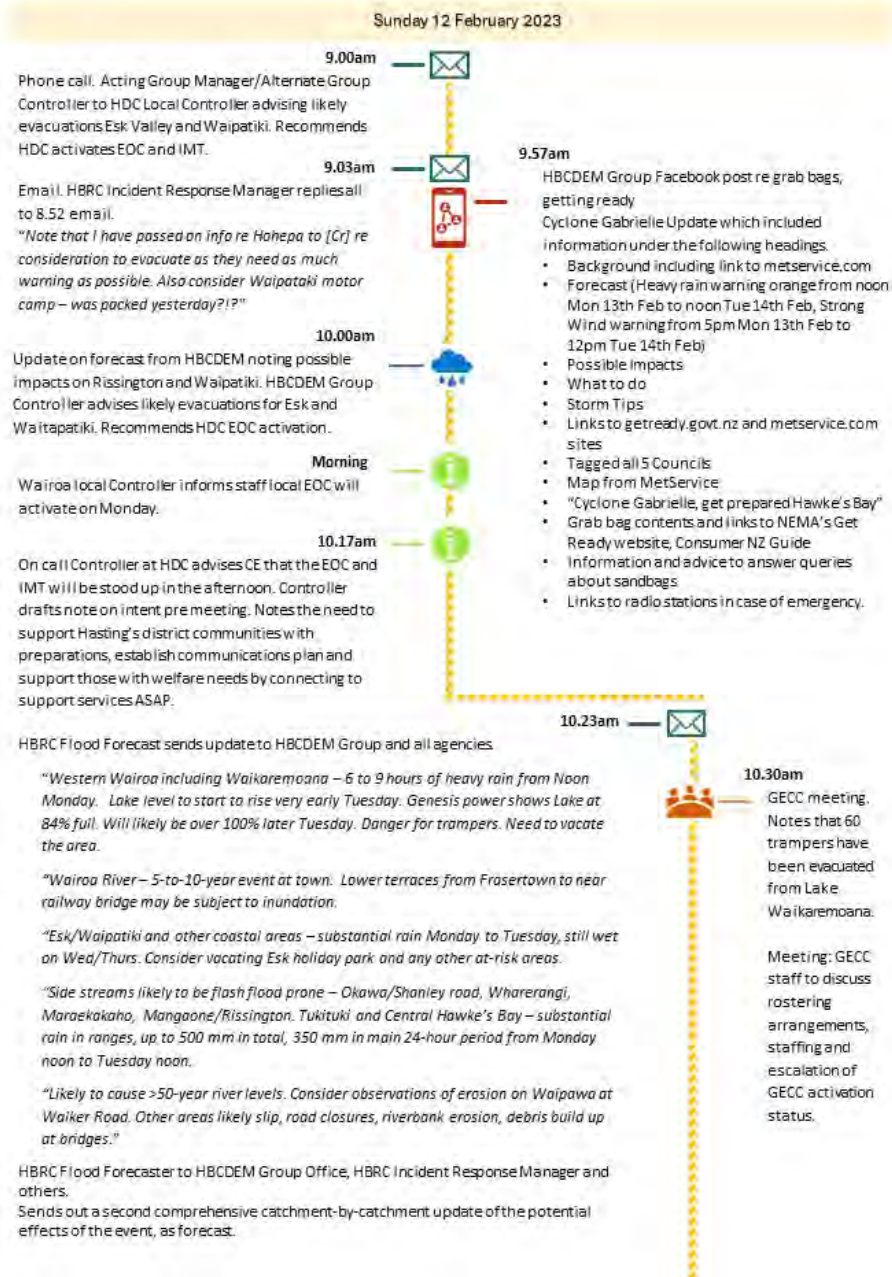 Sunday 12 February 2023
9.00am
Phone call. Acting Group Manager/Alternate Group
Controller to HDC Local Controller advising likely
evacuations Esk Valley and Waipatiki. Recommends
HDC activates EOC and IMT.
9.03am
Email. HBRC Incident Response Manager replies all
to 8.52 email.
"Note that I have passed on info re Hohepa to [Cr] re
consideration to evacuate as they need as much
warning as possible. Also consider Waipataki motor
camp – was packed yesterday?!?"
10.00am
Update on forecast from HBCDEM noting possible
impacts on Rissington and Waipatiki. HBCDEM Group
Controller advises likely evacuations for Esk and
Waitapatiki. Recommends HDC EOC activation.
Morning
Wairoa local Controller informs staff local EOC will
activate on Monday.
10.17am
On call Controller at HDC advises CE that the EOC and
IMT will be stood up in the afternoon. Controller
drafts note on intent pre meeting. Notes the need to
support Hasting's district communities with
preparations, establish communications plan and
support those with welfare needs by connecting to
support services ASAP.
9.57am
HBCDEM Group Facebook post re grab bags,
getting ready
Cyclone Gabrielle Update which included
information under the following headings.
• Background including link to metservice.com
• Forecast (Heavy rain warning orange from noon
Mon 13th Feb to noon Tue 14th Feb, Strong
Wind warning from 5pm Mon 13th Feb to
12pm Tue 14th Feb)
• Possible Impacts
• What to do
• Storm Tips
• Links to getready.govt.nz and metservice.com
sites
• Tagged all 5 Councils
• Map from MetService
• "Cyclone Gabrielle, get prepared Hawke's Bay"
• Grab bag contents and links to NEMA's Get
Ready website, Consumer NZ Guide
• Information and advice to answer queries
about sandbags
• Links to radio stations in case of emergency.
10.23am
HBRC Flood Forecast sends update to HBCDEM Group and all agencies.
"Western Wairoa including Waikaremoana – 6 to 9 hours of heavy rain from Noon
Monday. Lake level to start to rise very early Tuesday. Genesis power shows Lake at
84% full. Will likely be over 100% later Tuesday. Danger for trampers. Need to vacate
the area.
"Wairoa River – 5-to-10-year event at town. Lower terraces from Frasertown to near
railway bridge may be subject to inundation.
"Esk/Waipatiki and other coastal areas – substantial rain Monday to Tuesday, still wet
on Wed/Thurs. Consider vacating Esk holiday park and any other at-risk areas.
"Side streams likely to be flash flood prone – Okawa/Shanley road, Wharerangi,
Maraekakaho, Mangaone/Rissington. Tukituki and Central Hawke's Bay – substantial
rain in ranges, up to 500 mm in total, 350 mm in main 24-hour period from Monday
noon to Tuesday noon.
"Likely to cause >50-year river levels. Consider observations of erosion on Waipawa at
Walker Road. Other areas likely slip, road closures, riverbank erosion, debris build up
at bridges."
HBRC Flood Forecaster to HBCDEM Group Office, HBRC Incident Response Manager and
others.
Sends out a second comprehensive catchment-by-catchment update of the potential
effects of the event, as forecast.
10.30am
GECC meeting.
Notes that 60
trampers have
been evacuated
from Lake
Waikaremoana.
Meeting: GECC
staff to discuss
rostering
arrangements,
staffing and
escalation of
GECC activation
status.